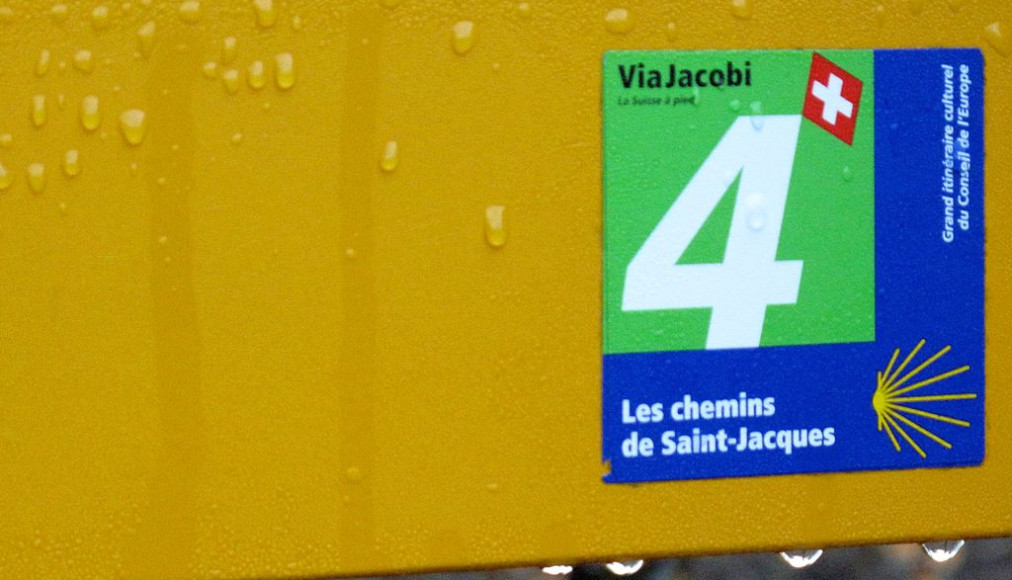 ViaJacobi
La Suisse à pied
4
Grand itinéraire culturel
du Conseil de l'Europe
Les chemins
de Saint-Jacques